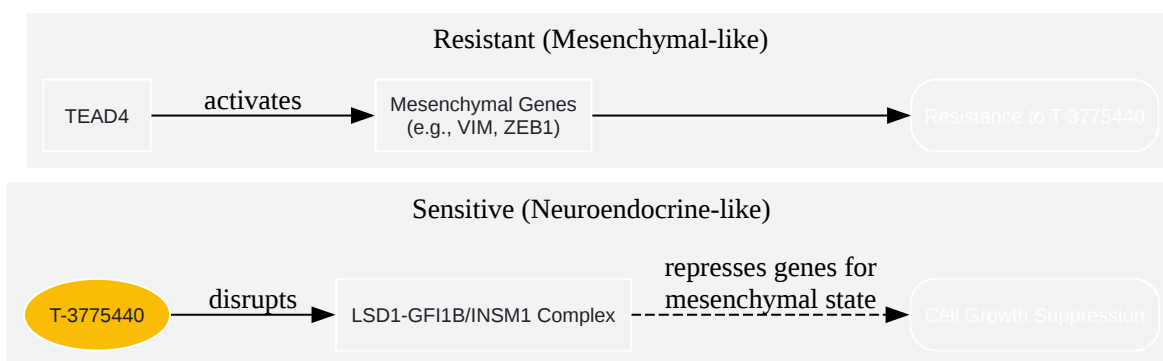 Resistant (Mesenchymal-like)
TEAD4
activates
Mesenchymal Genes
(e.g., VIM, ZEB1)
Resistance to T-3775440
Sensitive (Neuroendocrine-like)
T-3775440
disrupts
LSD1-GFI1B/INSM1 Complex
represses genes for
mesenchymal state
Cell Growth Suppression